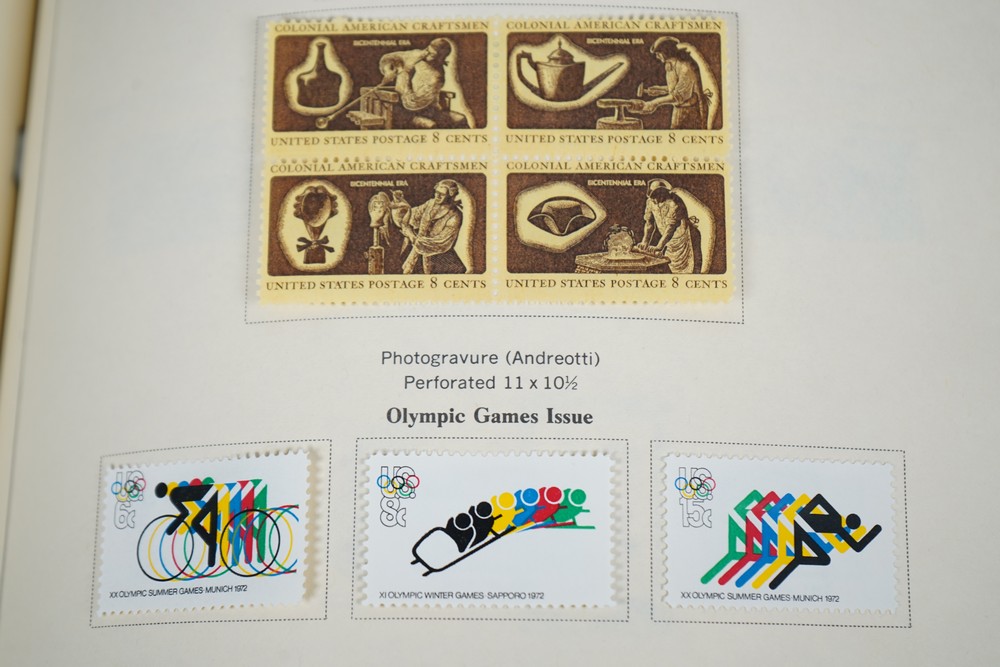 COLONIAL AMERICAN CRAFTSMEN
BICENTENNIAL ERA
UNITED STATES POSTAGE 8 CENTS
COLONIAL AMERICAN CRAFTSMEN
BICENTENNIAL ERA
UNITED STATES POSTAGE 8 CENTS
COLONIAL AMERICAN CRAFTSMEN
BICENTENNIAL ERA
UNITED STATES POSTAGE 8 CENTS
COLONIAL AMERICAN CRAFTSMEN
BICENTENNIAL ERA
UNITED STATES POSTAGE 8 CENTS
Photogravure (Andreotti)
Perforated 11 x 10½
Olympic Games Issue
US
6c
XX OLYMPIC SUMMER GAMES·MUNICH 1972
US
8c
XI OLYMPIC WINTER GAMES·SAPPORO 1972
US
15c
XX OLYMPIC SUMMER GAMES·MUNICH 1972